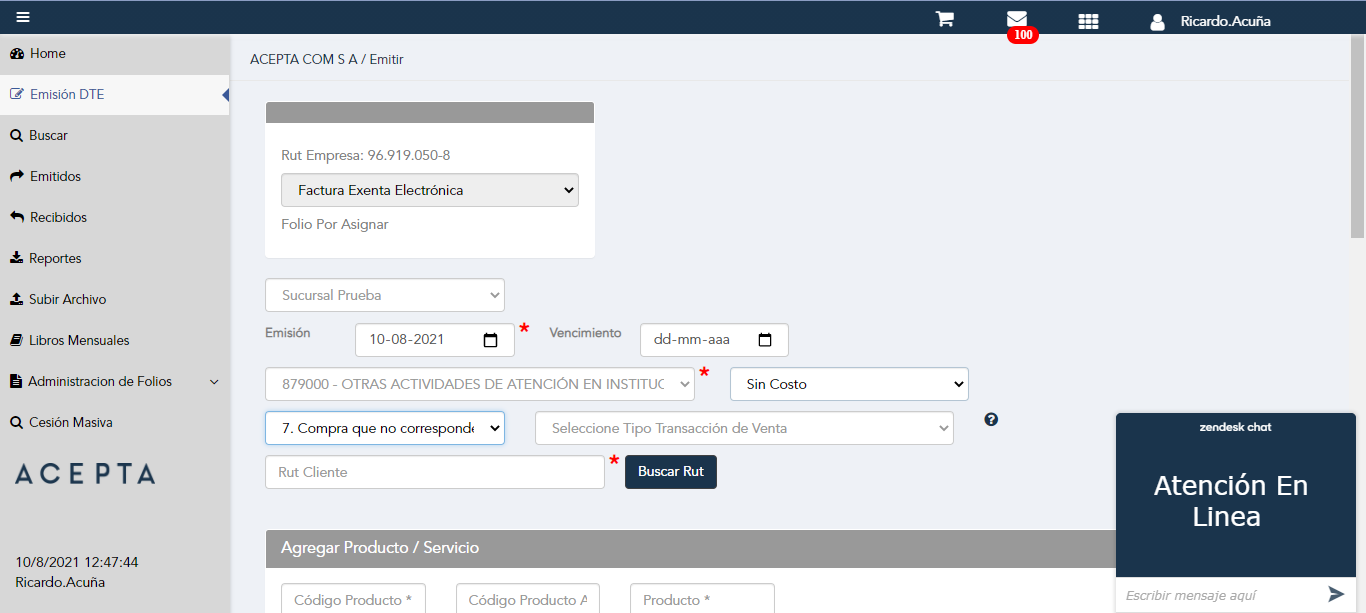 100
Ricardo.Acuña
Home
Emisión DTE
Buscar
Emitidos
Recibidos
Reportes
Subir Archivo
Libros Mensuales
Administracion de Folios
Cesión Masiva
ACEPTA
10/8/2021 12:47:44
Ricardo.Acuña
ACEPTA COM S A / Emitir
Rut Empresa: 96.919.050-8
Factura Exenta Electrónica
Folio Por Asignar
Sucursal Prueba
Emisión 10-08-2021 * Vencimiento dd-mm-aaa
879000 - OTRAS ACTIVIDADES DE ATENCIÓN EN INSTITUC * Sin Costo
7. Compra que no corresponde Seleccione Tipo Transacción de Venta ?
Rut Cliente * Buscar Rut
Agregar Producto / Servicio
Código Producto * Código Producto A Producto *
zendesk chat
Atención En
Linea
Escribir mensaje aquí